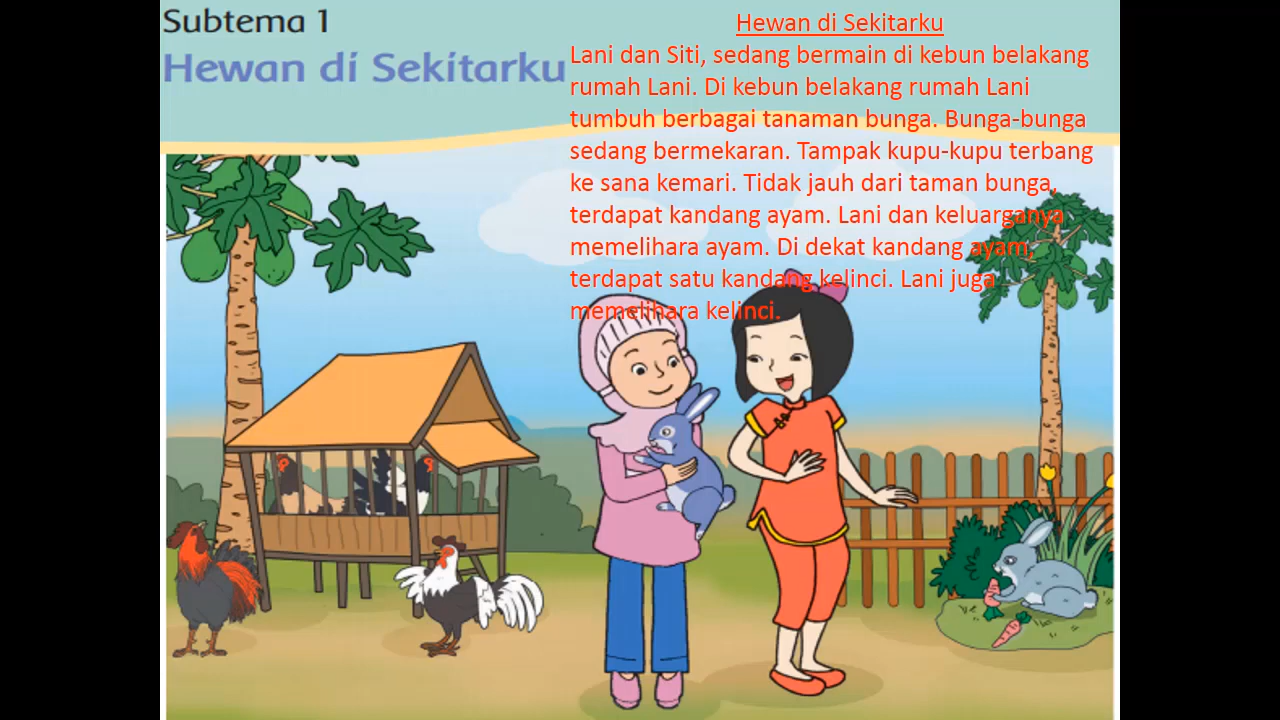 Subtema 1
Hewan di Sekitarku
Hewan di Sekitarku
Lani dan Siti, sedang bermain di kebun belakang
rumah Lani. Di kebun belakang rumah Lani
tumbuh berbagai tanaman bunga. Bunga-bunga
sedang bermekaran. Tampak kupu-kupu terbang
ke sana kemari. Tidak jauh dari taman bunga,
terdapat kandang ayam. Lani dan keluarganya
memelihara ayam. Di dekat kandang ayam,
terdapat satu kandang kelinci. Lani juga
memelihara kelinci.